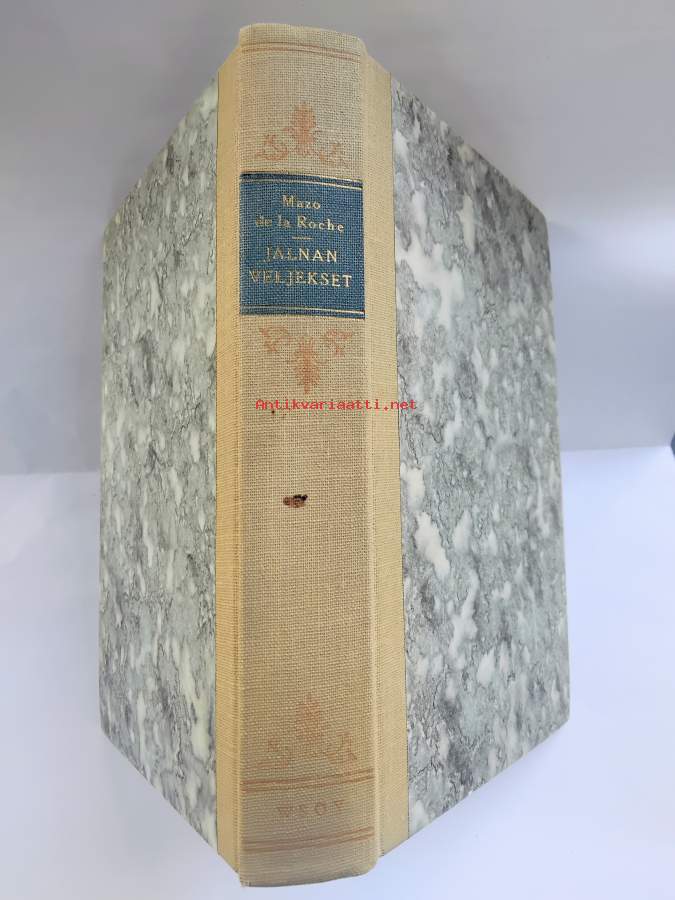 Mazo
de la Roche
JALNAN
VELJEKSET
Antikvariaatti.net
WSOY